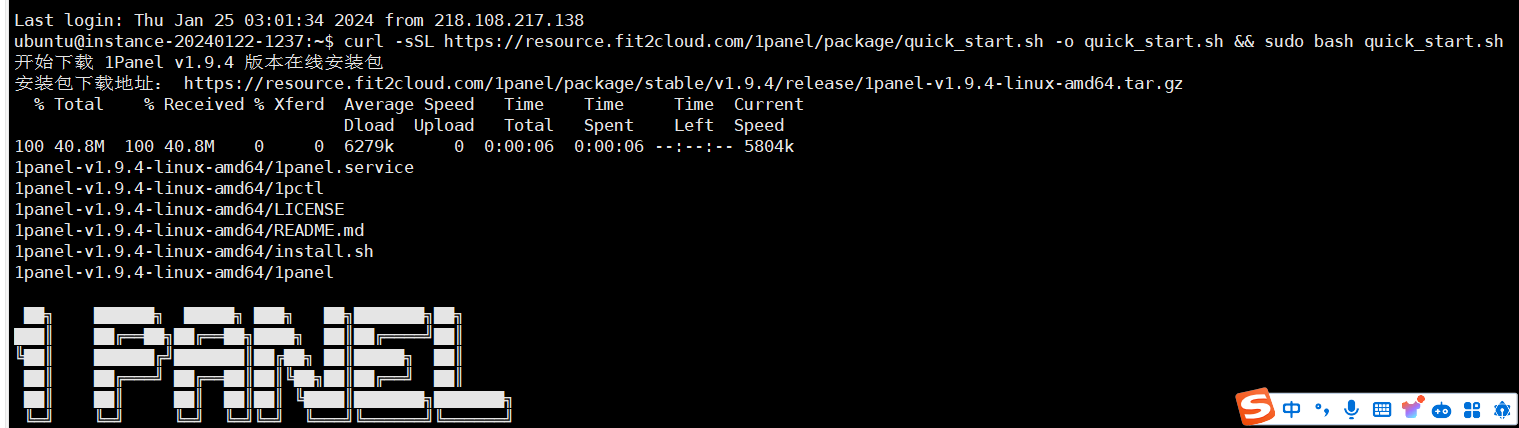 Last login: Thu Jan 25 03:01:34 2024 from 218.108.217.138
ubuntu@instance-20240122-1237:~$ curl -sSL https://resource.fit2cloud.com/1panel/package/quick_start.sh -o quick_start.sh && sudo bash quick_start.sh
开始下载 1Panel v1.9.4 版本在线安装包
安装包下载地址： https://resource.fit2cloud.com/1panel/package/stable/v1.9.4/release/1panel-v1.9.4-linux-amd64.tar.gz
% Total % Received % Xferd Average Speed Time Time Time Current
Dload Upload Total Spent Left Speed
100 40.8M 100 40.8M 0 0 6279k 0 0:00:06 0:00:06 --:--:-- 5804k
1panel-v1.9.4-linux-amd64/1panel.service
1panel-v1.9.4-linux-amd64/1pctl
1panel-v1.9.4-linux-amd64/LICENSE
1panel-v1.9.4-linux-amd64/README.md
1panel-v1.9.4-linux-amd64/install.sh
1panel-v1.9.4-linux-amd64/1panel
1 PANEL
S 中 °,